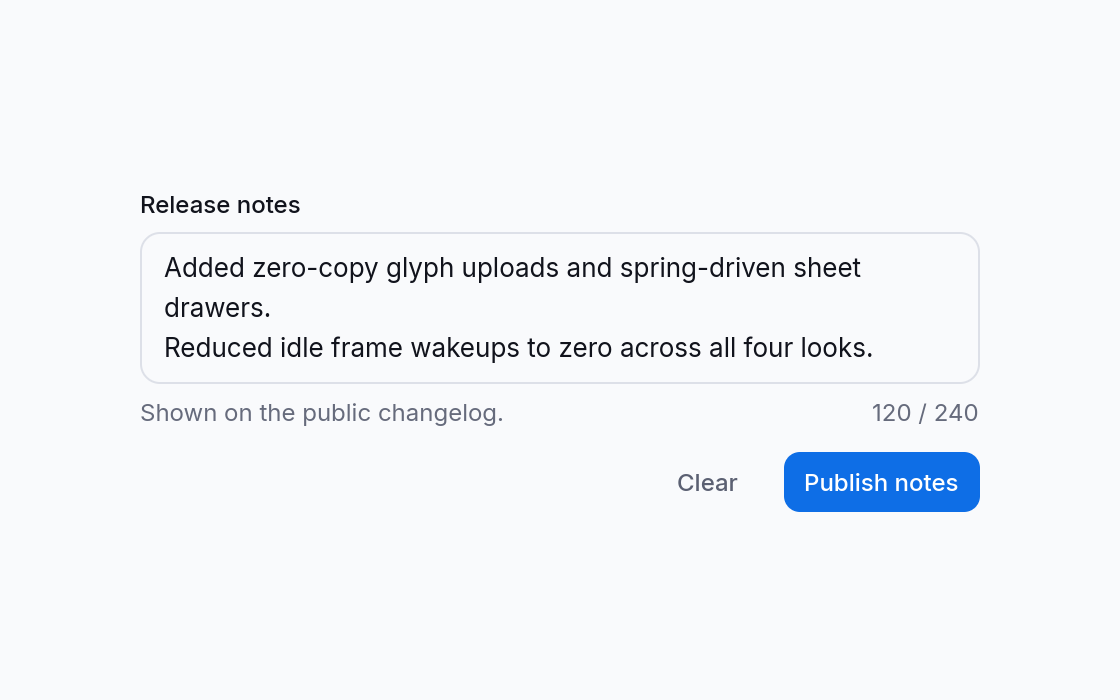 Release notes
Added zero-copy glyph uploads and spring-driven sheet
drawers.
Reduced idle frame wakeups to zero across all four looks.
Shown on the public changelog.
120 / 240
Clear
Publish notes